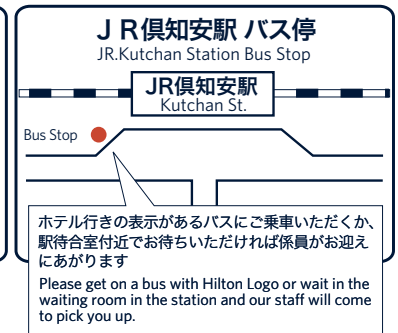 ＪＲ倶知安駅 バス停
JR.Kutchan Station Bus Stop
JR倶知安駅
Kutchan St.
Bus Stop
ホテル行きの表示があるバスにご乗車いただくか、
駅待合室付近でお待ちいただければ係員がお迎え
にあがります
Please get on a bus with Hilton Logo or wait in the
waiting room in the station and our staff will come
to pick you up.